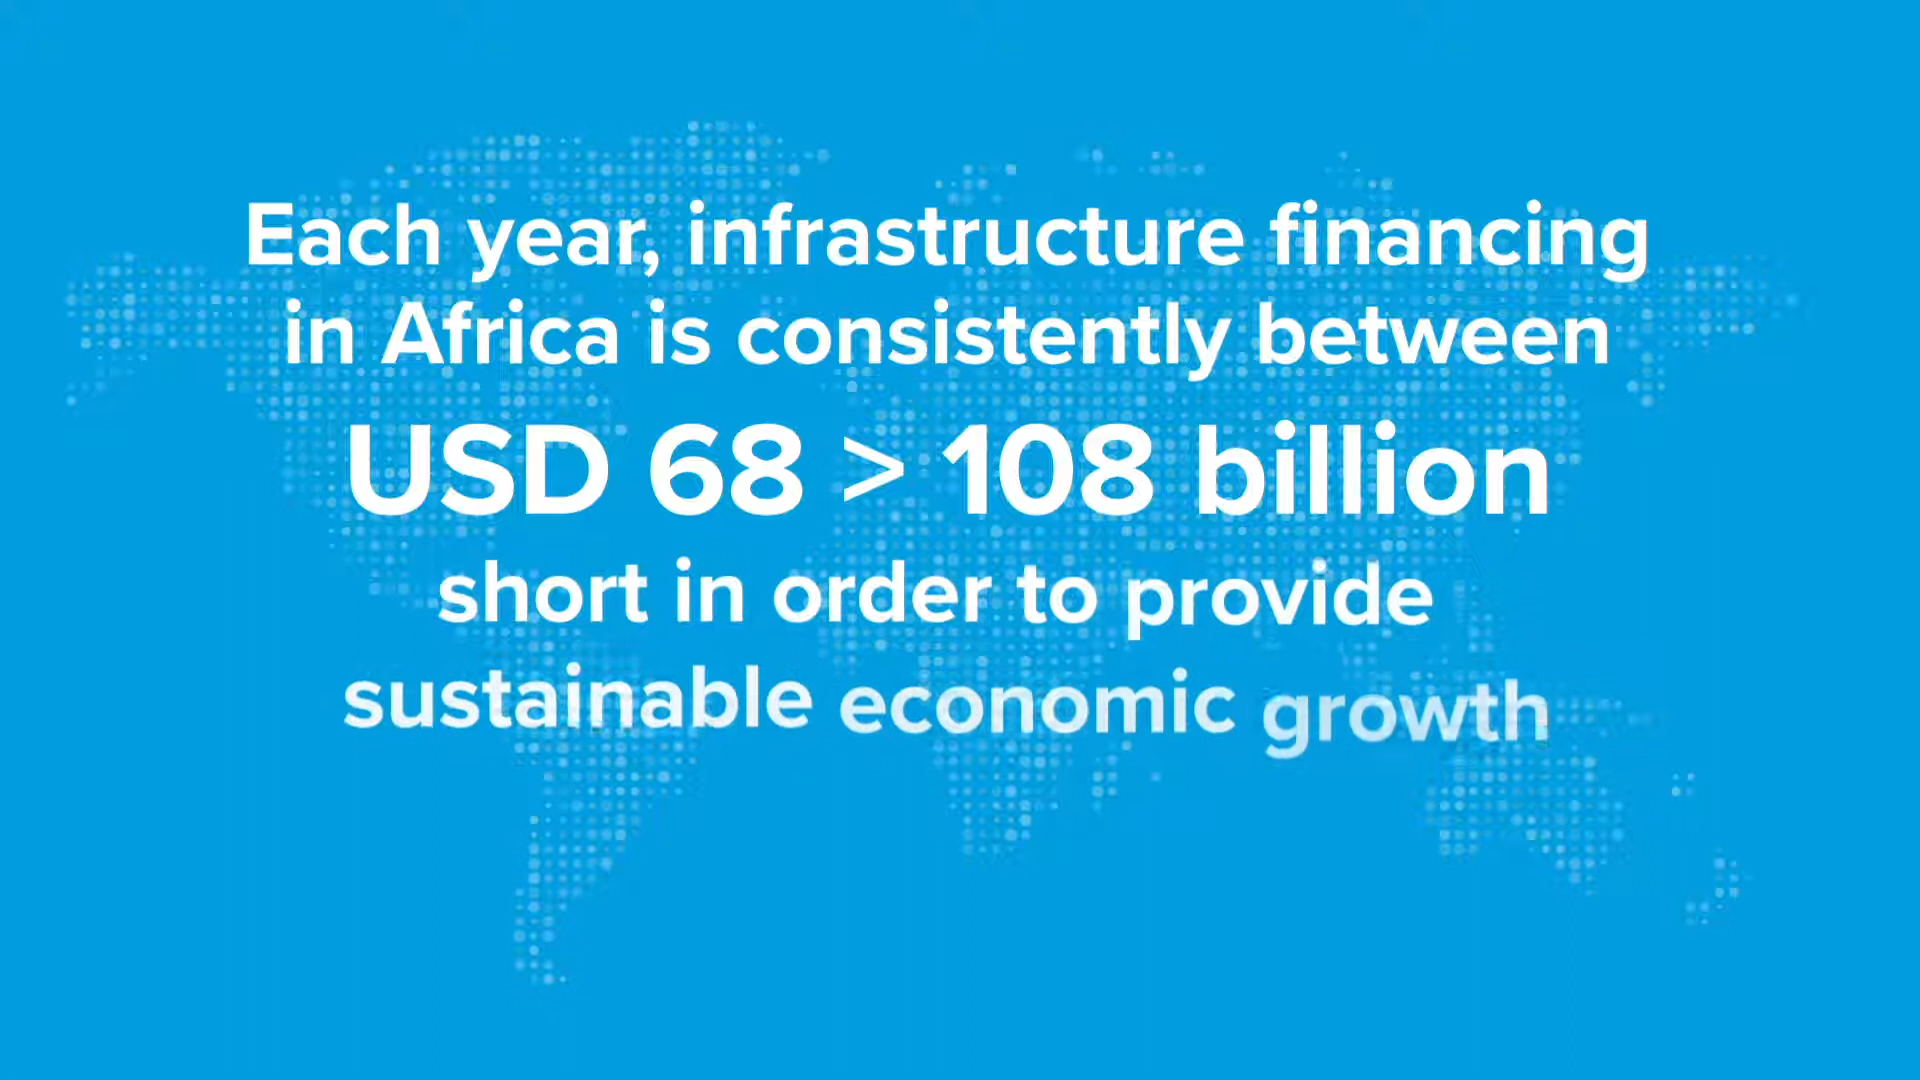 Each year, infrastructure financing
in Africa is consistently between
USD 68 > 108 billion
short in order to provide
sustainable economic growth